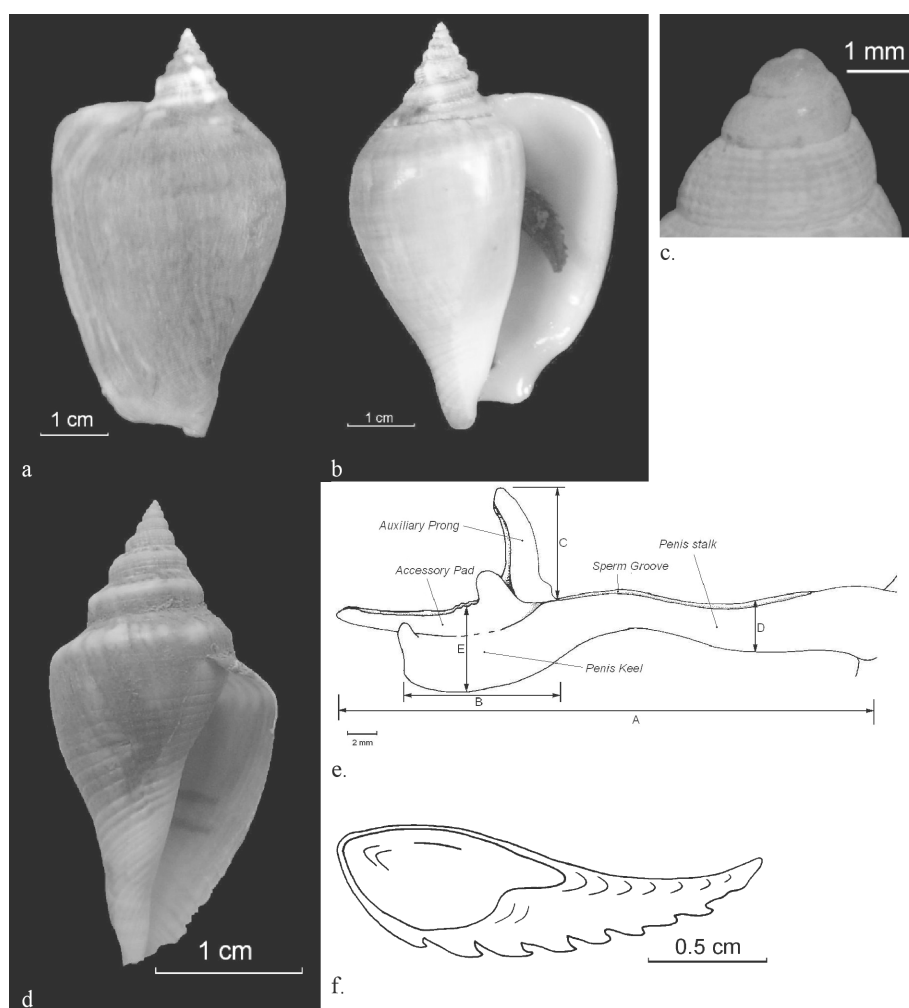 1 cm
a
1 cm
b
1 mm
c.
1 cm
d
Auxiliary Prong
C
Penis stalk
Accessory Pad
Sperm Groove
E
D
Penis Keel
B
A
2 mm
e.
0.5 cm
f.